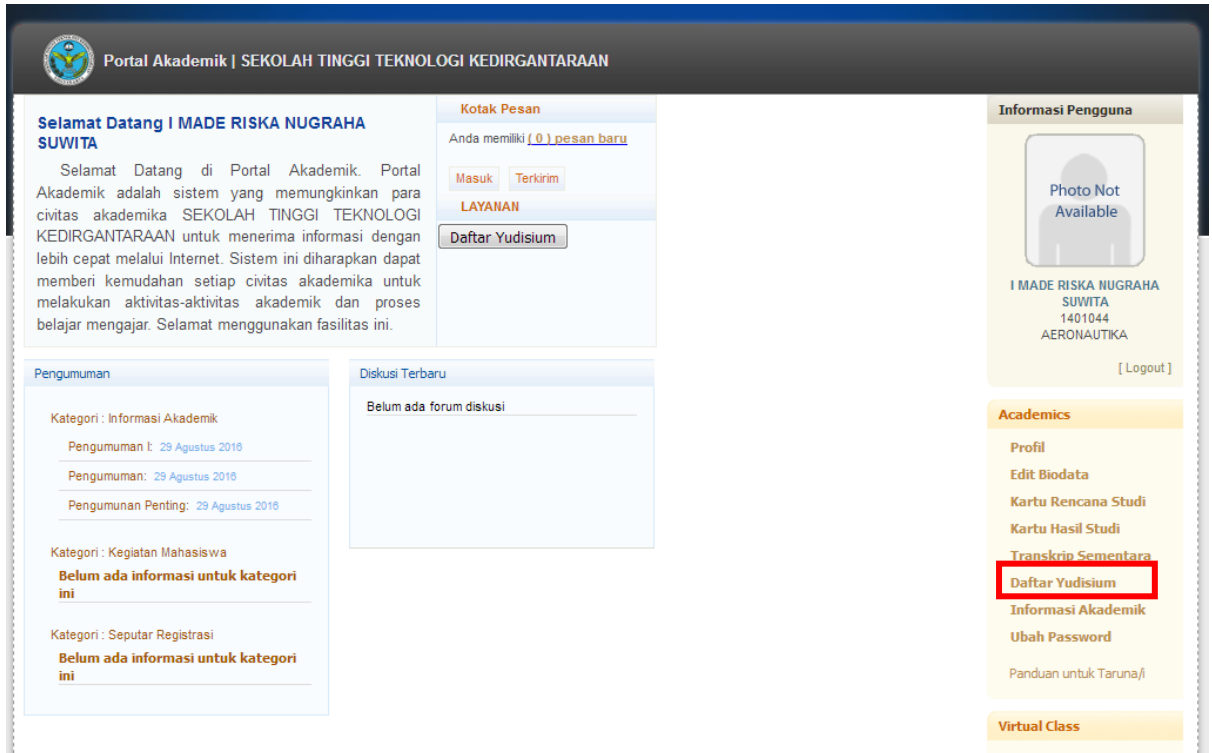 Portal Akademik | SEKOLAH TINGGI TEKNOLOGI KEDIRGANTARAAN
Selamat Datang I MADE RISKA NUGRAHA
SUWITA
Selamat Datang di Portal Akademik. Portal
Akademik adalah sistem yang memungkinkan para
civitas akademika SEKOLAH TINGGI TEKNOLOGI
KEDIRGANTARAAN untuk menerima informasi dengan
lebih cepat melalui Internet. Sistem ini diharapkan dapat
memberi kemudahan setiap civitas akademika untuk
melakukan aktivitas-aktivitas akademik dan proses
belajar mengajar. Selamat menggunakan fasilitas ini.
Kotak Pesan
Anda memiliki ( 0 ) pesan baru
Masuk Terkirim
LAYANAN
Daftar Yudisium
Pengumuman
Kategori : Informasi Akademik
Pengumuman I: 29 Agustus 2016
Pengumuman: 29 Agustus 2016
Pengumunan Penting: 29 Agustus 2016
Kategori : Kegiatan Mahasiswa
Belum ada informasi untuk kategori
ini
Kategori : Seputar Registrasi
Belum ada informasi untuk kategori
ini
Diskusi Terbaru
Belum ada forum diskusi
Informasi Pengguna
Photo Not
Available
I MADE RISKA NUGRAHA
SUWITA
1401044
AERONAUTIKA
[ Logout ]
Academics
Profil
Edit Biodata
Kartu Rencana Studi
Kartu Hasil Studi
Transkrip Sementara
Daftar Yudisium
Informasi Akademik
Ubah Password
Panduan untuk Taruna/i
Virtual Class